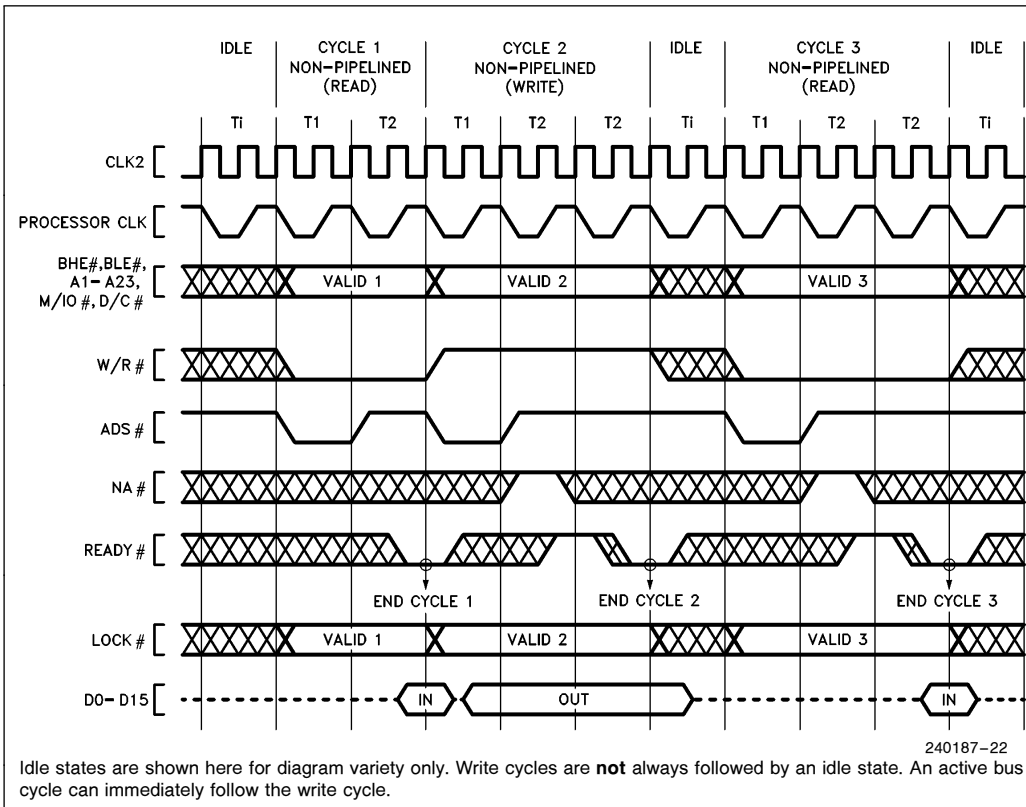 IDLE CYCLE 1 CYCLE 2 IDLE CYCLE 3 IDLE
NON-PIPELINED NON-PIPELINED NON-PIPELINED
(READ) (WRITE) (READ)
Ti T1 T2 T1 T2 T2 Ti T1 T2 T2 Ti
CLK2
PROCESSOR CLK
BHE#,BLE#,
A1-A23,
M/IO #, D/C #
VALID 1 VALID 2 VALID 3
W/R #
ADS #
NA #
READY #
END CYCLE 1 END CYCLE 2 END CYCLE 3
LOCK # VALID 1 VALID 2 VALID 3
D0-D15 IN OUT IN
240187-22
Idle states are shown here for diagram variety only. Write cycles are not always followed by an idle state. An active bus
cycle can immediately follow the write cycle.